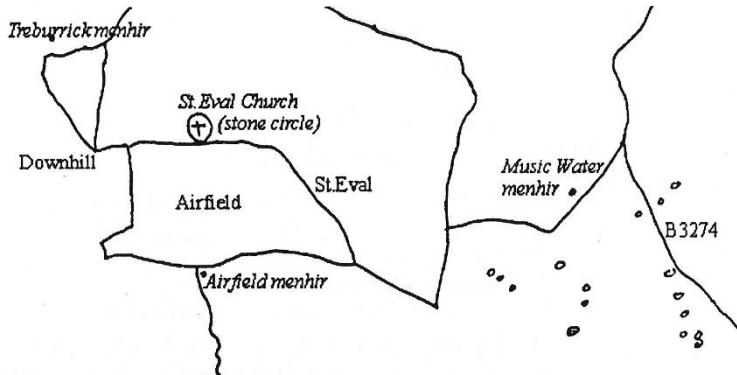 Treburrick menhir
St.Eval Church
(stone circle)
Downhill
St.Eval
Airfield
Music Water
menhir
B3274
Airfield menhir